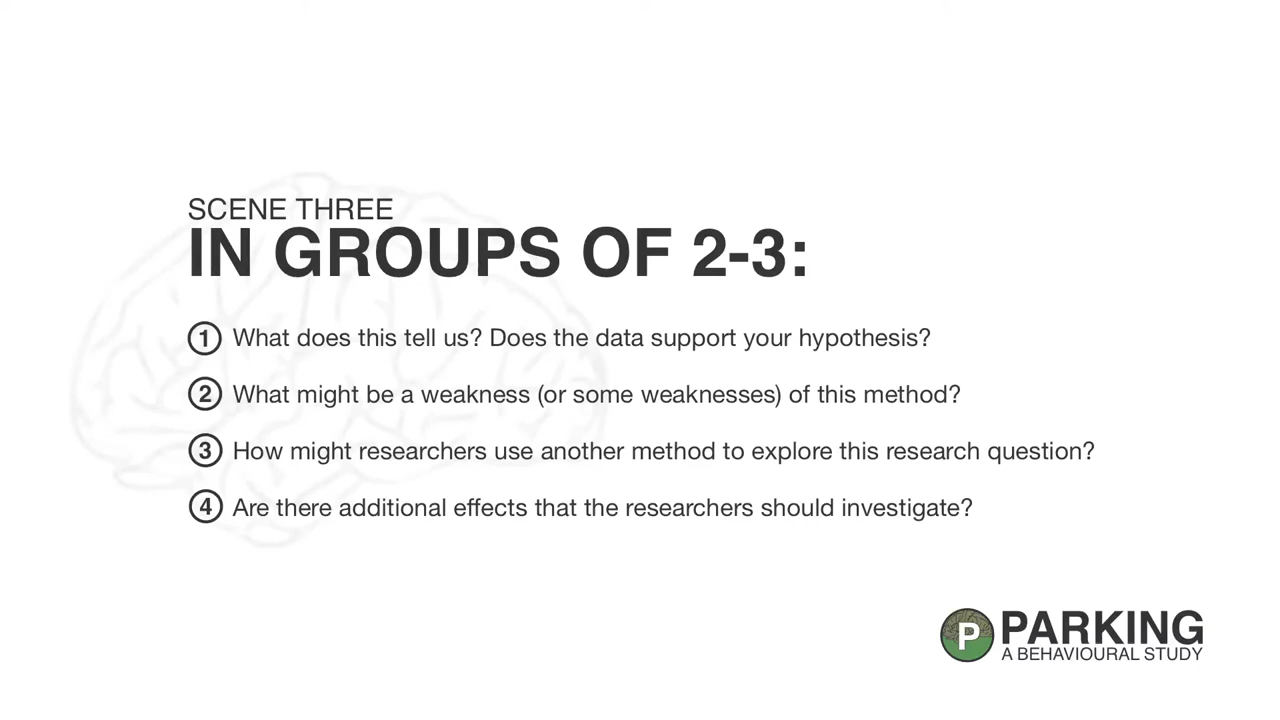 SCENE THREE
IN GROUPS OF 2-3:
1 What does this tell us? Does the data support your hypothesis?
2 What might be a weakness (or some weaknesses) of this method?
3 How might researchers use another method to explore this research question?
4 Are there additional effects that the researchers should investigate?
P PARKING
A BEHAVIOURAL STUDY